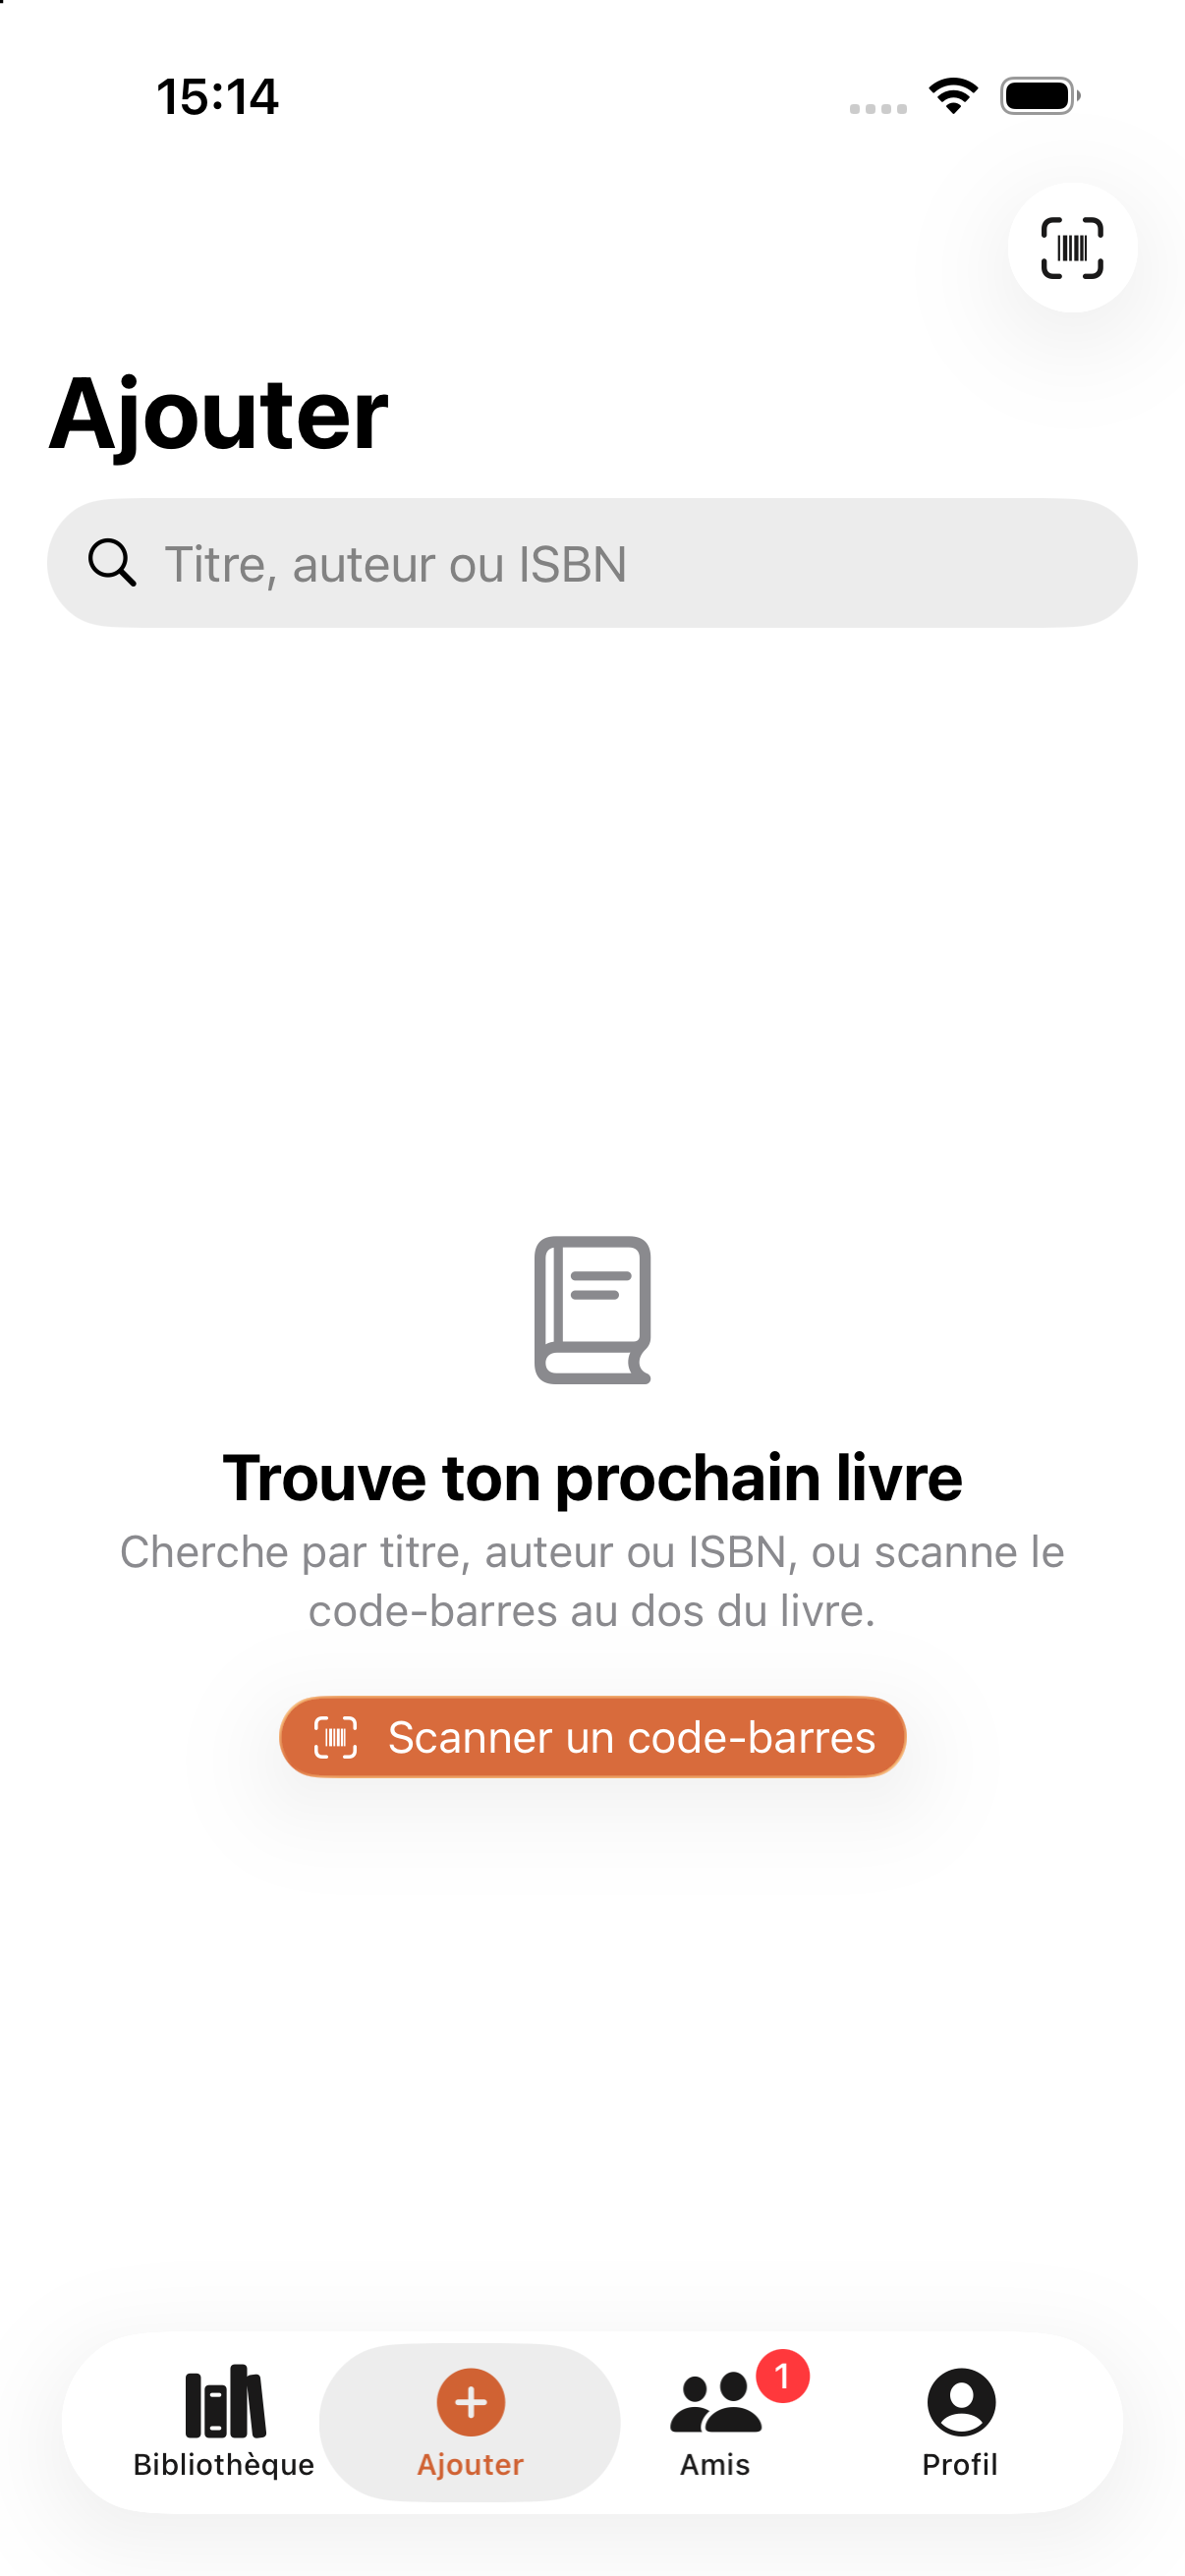 15:14
Ajouter
Titre, auteur ou ISBN
Trouve ton prochain livre
Cherche par titre, auteur ou ISBN, ou scanne le
code-barres au dos du livre.
Scanner un code-barres
1
Bibliothèque
Ajouter
Amis
Profil